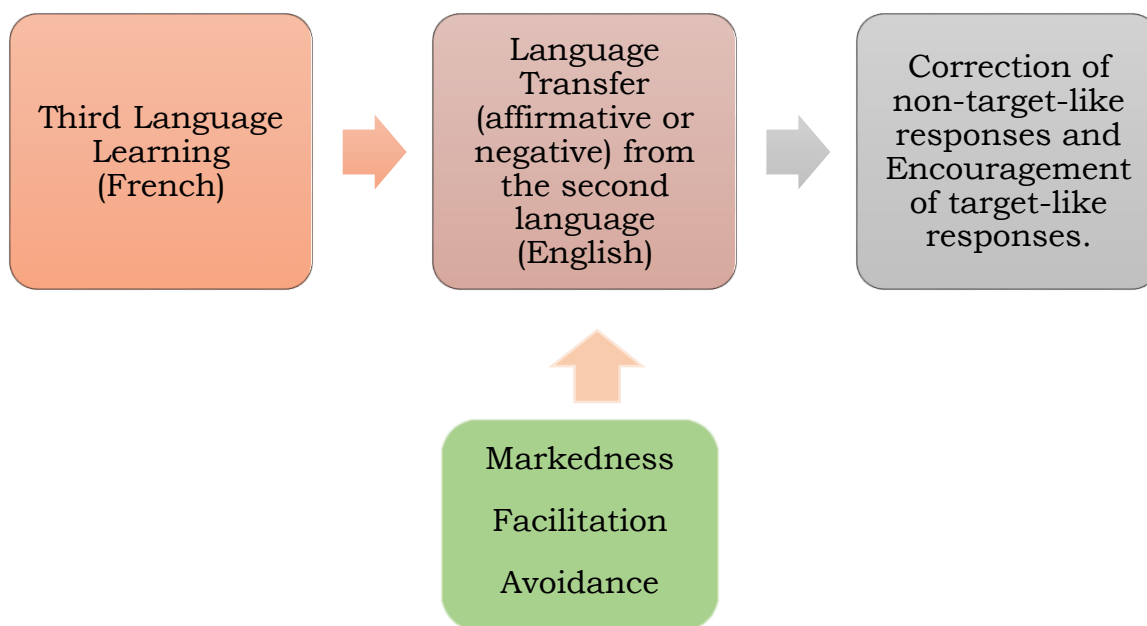 Third Language
Learning
(French)
Language
Transfer
(affirmative or
negative) from
the second
language
(English)
Correction of
non-target-like
responses and
Encouragement
of target-like
responses.
Markedness
Facilitation
Avoidance